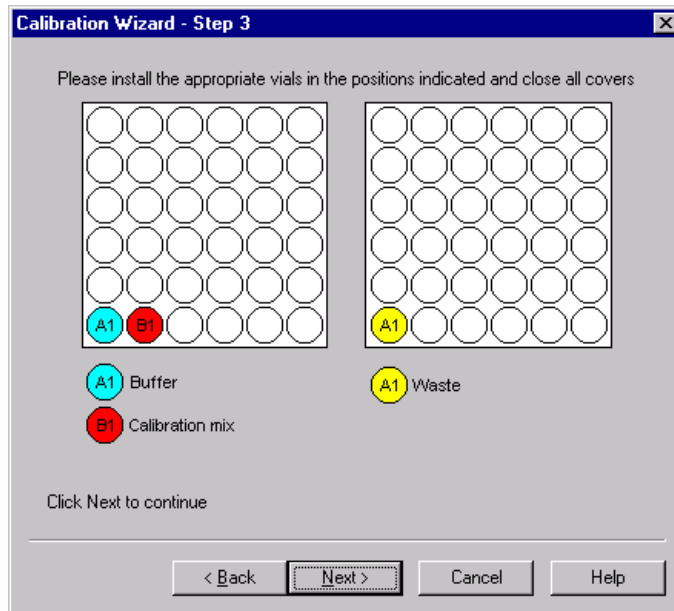 Calibration Wizard - Step 3
Please install the appropriate vials in the positions indicated and close all covers
A1 B1
A1
A1 Buffer
B1 Calibration mix
A1 Waste
Click Next to continue
< Back
Next >
Cancel
Help